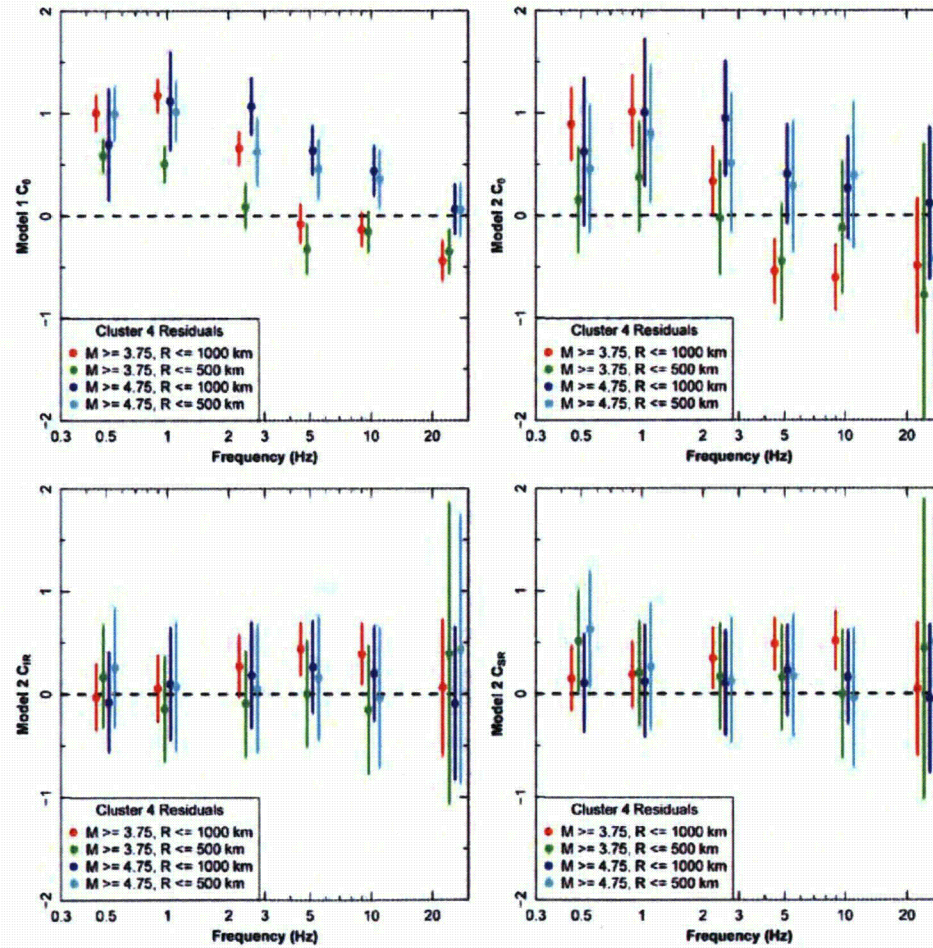 2
1
0
-1
-2
Model 1 C0
Cluster 4 Residuals
M >= 3.75, R <= 1000 km
M >= 3.75, R <= 500 km
M >= 4.75, R <= 1000 km
M >= 4.75, R <= 500 km
0.3 0.5 1 2 3 5 10 20
Frequency (Hz)
2
1
0
-1
-2
Model 2 C0
Cluster 4 Residuals
M >= 3.75, R <= 1000 km
M >= 3.75, R <= 500 km
M >= 4.75, R <= 1000 km
M >= 4.75, R <= 500 km
0.3 0.5 1 2 3 5 10 20
Frequency (Hz)
2
1
0
-1
-2
Model 2 CIR
Cluster 4 Residuals
M >= 3.75, R <= 1000 km
M >= 3.75, R <= 500 km
M >= 4.75, R <= 1000 km
M >= 4.75, R <= 500 km
0.3 0.5 1 2 3 5 10 20
Frequency (Hz)
2
1
0
-1
-2
Model 2 CSR
Cluster 4 Residuals
M >= 3.75, R <= 1000 km
M >= 3.75, R <= 500 km
M >= 4.75, R <= 1000 km
M >= 4.75, R <= 500 km
0.3 0.5 1 2 3 5 10 20
Frequency (Hz)